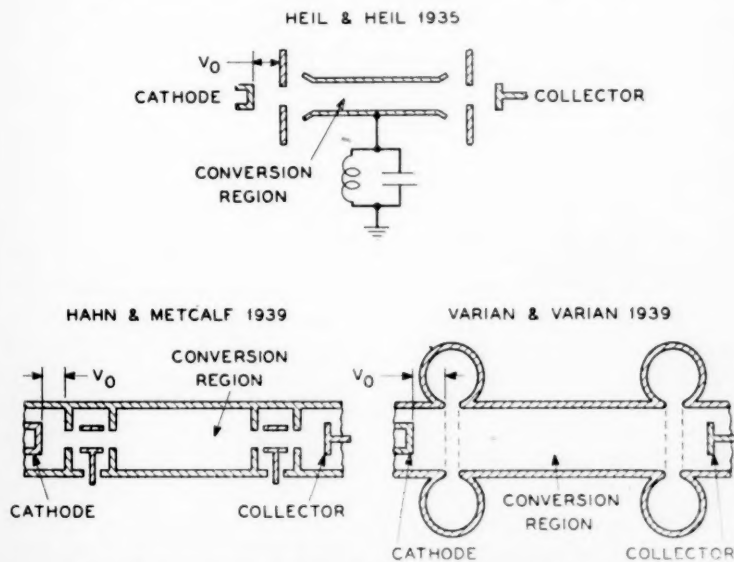 HEIL & HEIL 1935
V0
CATHODE
COLLECTOR
CONVERSION
REGION
HAHN & METCALF 1939
CONVERSION
REGION
V0
CATHODE
COLLECTOR
VARIAN & VARIAN 1939
V0
CONVERSION
REGION
CATHODE
COLLECTOR